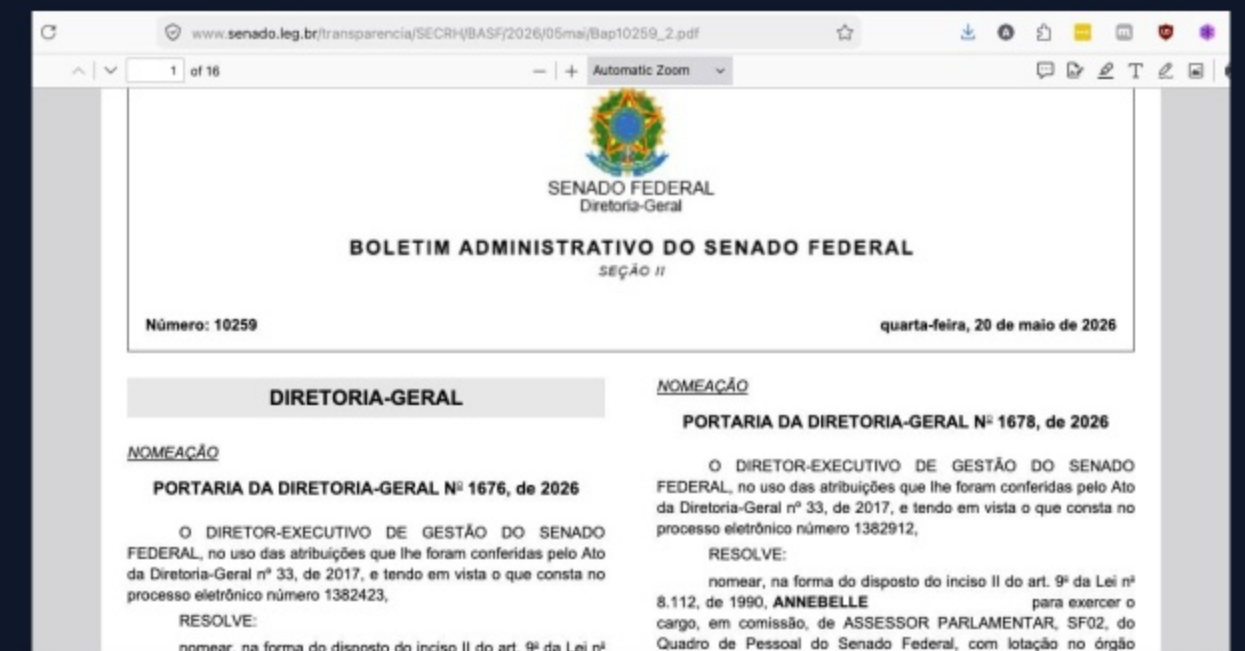 www.senado.leg.br/transparencia/SECRH/BASF/2026/05mai/Bap10259_2.pdf
1 of 16
Automatic Zoom
SENADO FEDERAL
Diretoria-Geral
BOLETIM ADMINISTRATIVO DO SENADO FEDERAL
SEÇÃO II
Número: 10259
quarta-feira, 20 de maio de 2026
DIRETORIA-GERAL
NOMEAÇÃO
PORTARIA DA DIRETORIA-GERAL Nº 1676, de 2026
O DIRETOR-EXECUTIVO DE GESTÃO DO SENADO
FEDERAL, no uso das atribuições que lhe foram conferidas pelo Ato
da Diretoria-Geral nº 33, de 2017, e tendo em vista o que consta no
processo eletrônico número 1382423,
RESOLVE:
nomear, na forma do disposto do inciso II do art. 9º da Lei nº
NOMEAÇÃO
PORTARIA DA DIRETORIA-GERAL Nº 1678, de 2026
O DIRETOR-EXECUTIVO DE GESTÃO DO SENADO
FEDERAL, no uso das atribuições que lhe foram conferidas pelo Ato
da Diretoria-Geral nº 33, de 2017, e tendo em vista o que consta no
processo eletrônico número 1382912,
RESOLVE:
nomear, na forma do disposto do inciso II do art. 9º da Lei nº
8.112, de 1990, ANNEBELLE para exercer o
cargo, em comissão, de ASSESSOR PARLAMENTAR, SF02, do
Quadro de Pessoal do Senado Federal, com lotação no órgão